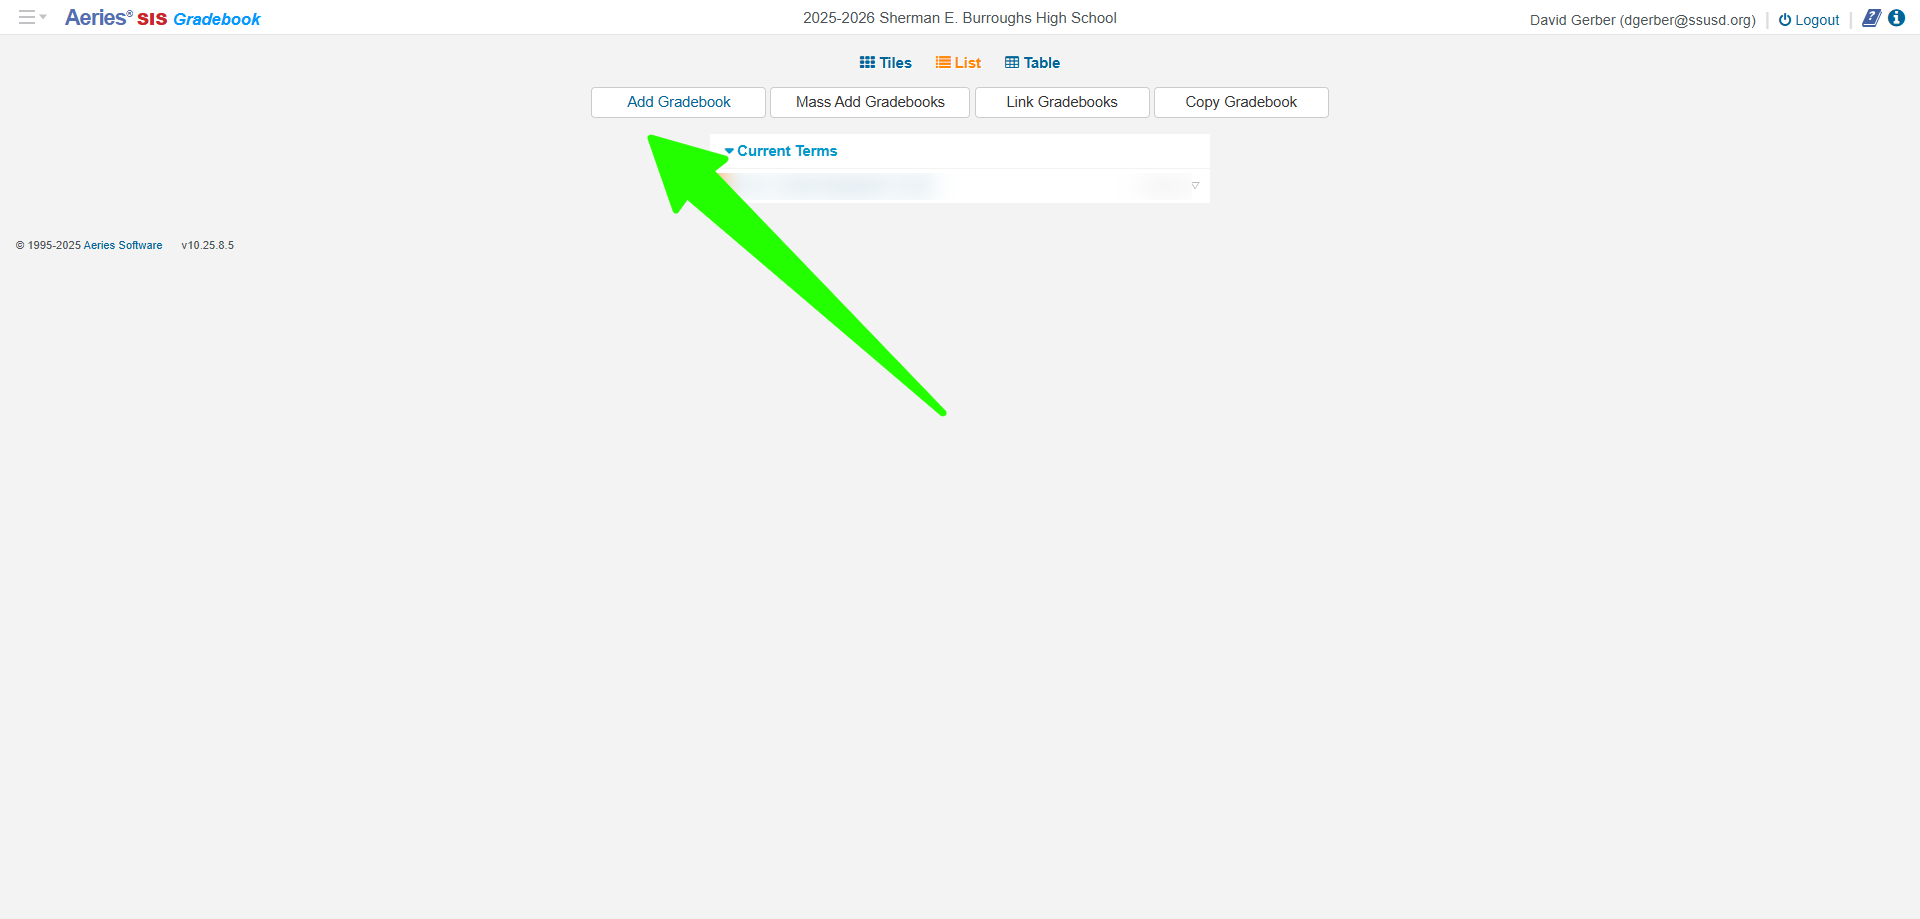 Aeries® SIS Gradebook
2025-2026 Sherman E. Burroughs High School
David Gerber (dgerber@ssusd.org) | Logout |
Tiles List Table
Add Gradebook Mass Add Gradebooks Link Gradebooks Copy Gradebook
Current Terms
© 1995-2025 Aeries Software v10.25.8.5